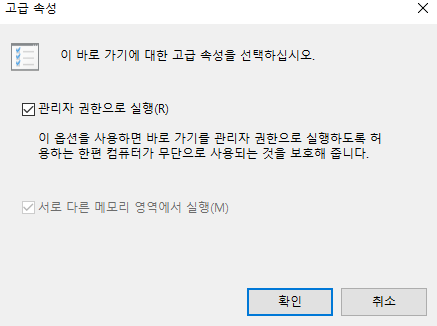 고급 속성
이 바로 가기에 대한 고급 속성을 선택하십시오.
관리자 권한으로 실행(R)
이 옵션을 사용하면 바로 가기를 관리자 권한으로 실행하도록 허
용하는 한편 컴퓨터가 무단으로 사용되는 것을 보호해 줍니다.
서로 다른 메모리 영역에서 실행(M)
확인
취소